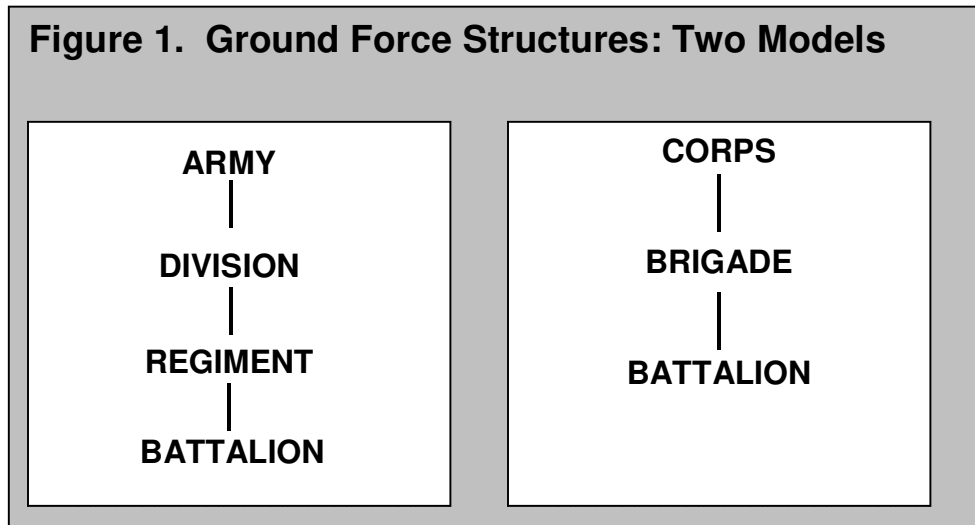 Figure 1. Ground Force Structures: Two Models
ARMY
DIVISION
REGIMENT
BATTALION
CORPS
BRIGADE
BATTALION